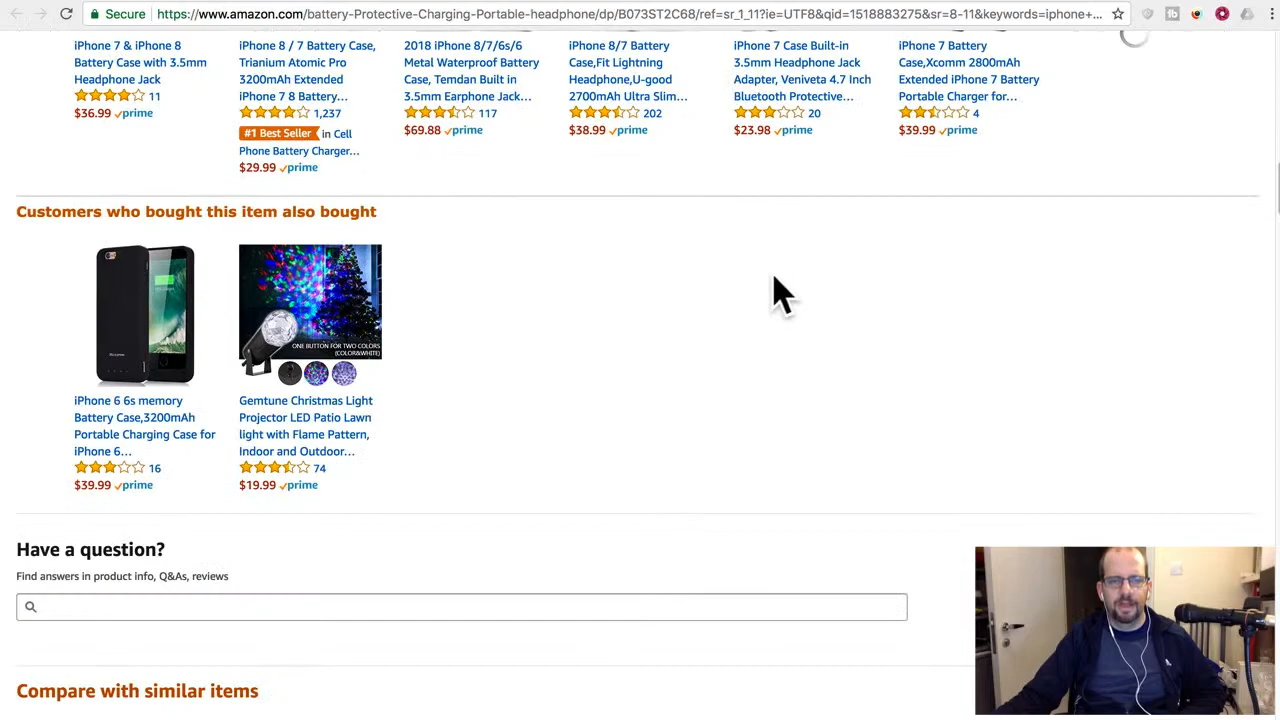 Secure
https://www.amazon.com/battery-Protective-Charging-Portable-headphone/dp/B073ST2C68/ref=sr_1_11?ie=UTF8&qid=1518883275&sr=8-11&keywords=iphone+...
iPhone 7 & iPhone 8
Battery Case with 3.5mm
Headphone Jack
11
$36.99 prime
iPhone 8 / 7 Battery Case,
Trianium Atomic Pro
3200mAh Extended
iPhone 7 8 Battery...
1,237
#1 Best Seller in Cell
Phone Battery Charger...
$29.99 prime
2018 iPhone 8/7/6s/6
Metal Waterproof Battery
Case, Temdan Built in
3.5mm Earphone Jack...
117
$69.88 prime
iPhone 8/7 Battery
Case,Fit Lightning
Headphone,U-good
2700mAh Ultra Slim...
202
$38.99 prime
iPhone 7 Case Built-in
3.5mm Headphone Jack
Adapter, Veniveta 4.7 Inch
Bluetooth Protective...
20
$23.98 prime
iPhone 7 Battery
Case,Xcomm 2800mAh
Extended iPhone 7 Battery
Portable Charger for...
4
$39.99 prime
Customers who bought this item also bought
iPhone 6 6s memory
Battery Case,3200mAh
Portable Charging Case for
iPhone 6...
16
$39.99 prime
ONE BUTTON FOR TWO COLORS
(COLOR&WHITE)
Gemtune Christmas Light
Projector LED Patio Lawn
light with Flame Pattern,
Indoor and Outdoor...
74
$19.99 prime
Have a question?
Find answers in product info, Q&As, reviews
Compare with similar items